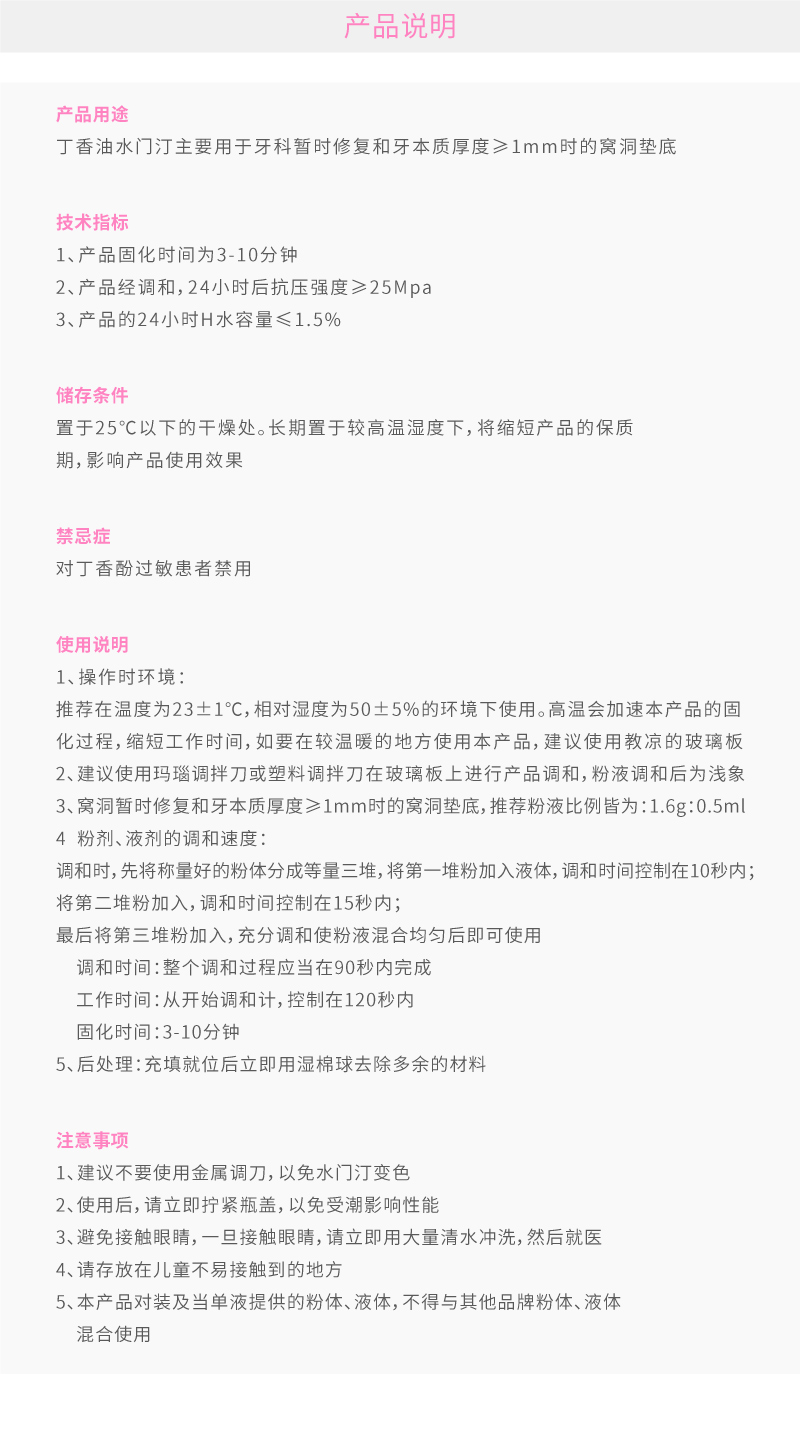 产品说明
产品用途
丁香油水门汀主要用于牙科暂时修复和牙本质厚度≥1mm时的窝洞垫底
技术指标
1、产品固化时间为3-10分钟
2、产品经调和，24小时后抗压强度≥25Mpa
3、产品的24小时H水容量≤1.5%
储存条件
置于25℃以下的干燥处。长期置于较高温湿度下，将缩短产品的保质
期，影响产品使用效果
禁忌症
对丁香酚过敏患者禁用
使用说明
1、操作时环境：
推荐在温度为23±1℃，相对湿度为50±5%的环境下使用。高温会加速本产品的固
化过程，缩短工作时间，如要在较温暖的地方使用本产品，建议使用教凉的玻璃板
2、建议使用玛瑙调拌刀或塑料调拌刀在玻璃板上进行产品调和，粉液调和后为浅象
3、窝洞暂时修复和牙本质厚度≥1mm时的窝洞垫底，推荐粉液比例皆为：1.6g：0.5ml
4 粉剂、液剂的调和速度：
调和时，先将称量好的粉体分成等量三堆，将第一堆粉加入液体，调和时间控制在10秒内；
将第二堆粉加入，调和时间控制在15秒内；
最后将第三堆粉加入，充分调和使粉液混合均匀后即可使用
调和时间：整个调和过程应当在90秒内完成
工作时间：从开始调和计，控制在120秒内
固化时间：3-10分钟
5、后处理：充填就位后立即用湿棉球去除多余的材料
注意事项
1、建议不要使用金属调刀，以免水门汀变色
2、使用后，请立即拧紧瓶盖，以免受潮影响性能
3、避免接触眼睛，一旦接触眼睛，请立即用大量清水冲洗，然后就医
4、请存放在儿童不易接触到的地方
5、本产品对装及当单液提供的粉体、液体，不得与其他品牌粉体、液体
混合使用